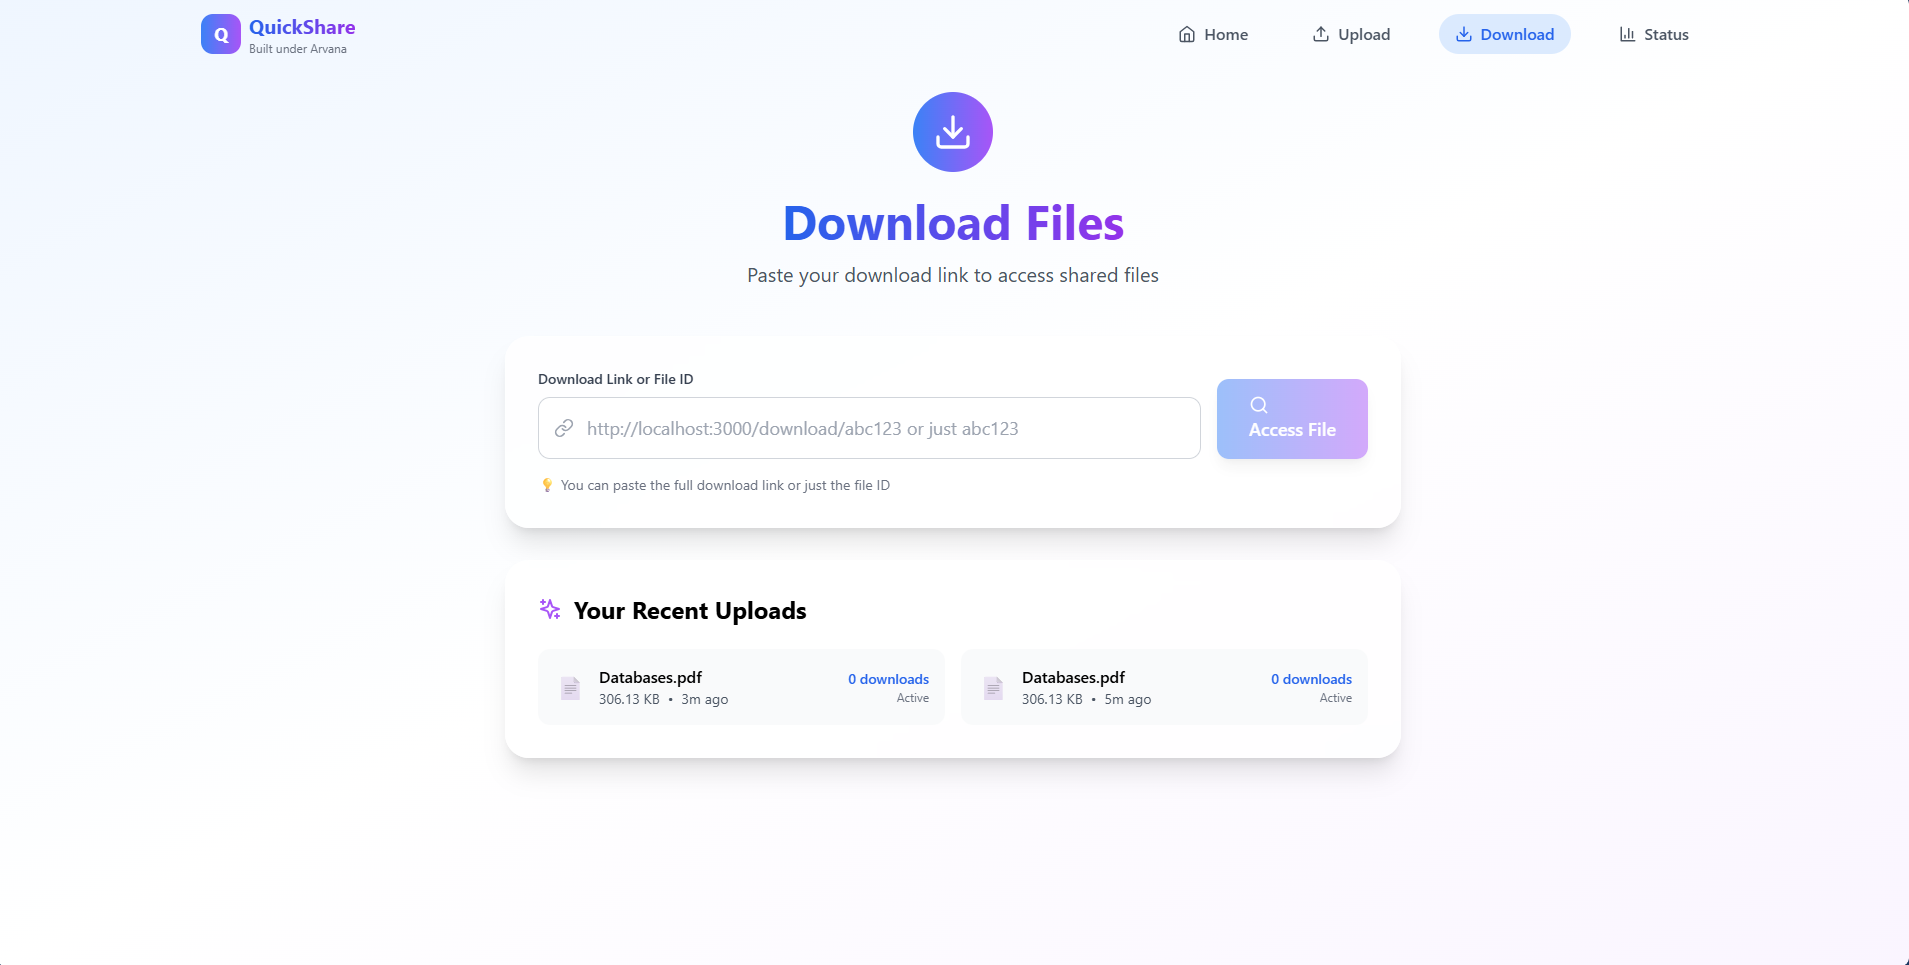 Q
QuickShare
Built under Arvana
Home
Upload
Download
Status
Download Files
Paste your download link to access shared files
Download Link or File ID
http://localhost:3000/download/abc123 or just abc123
Access File
💡 You can paste the full download link or just the file ID
Your Recent Uploads
Databases.pdf
306.13 KB • 3m ago
0 downloads
Active
Databases.pdf
306.13 KB • 5m ago
0 downloads
Active